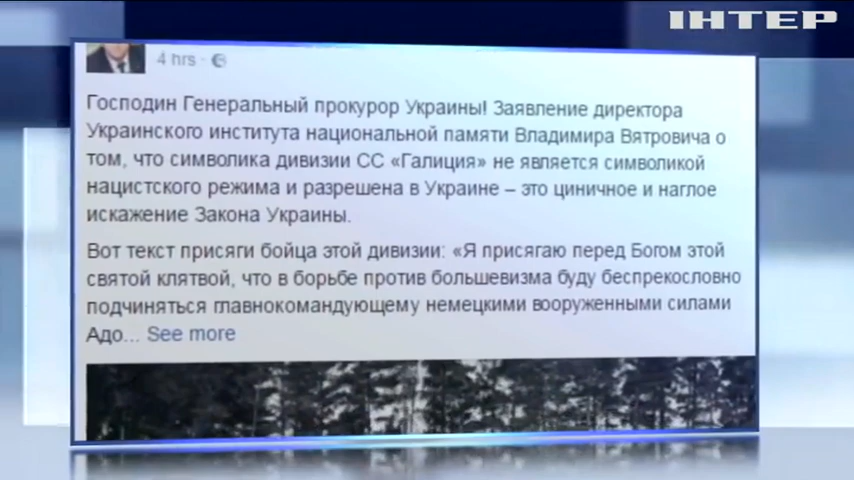 ІНТЕР
4 hrs ·
Господин Генеральный прокурор Украины! Заявление директора
Украинского института национальной памяти Владимира Вятровича о
том, что символика дивизии СС «Галиция» не является символикой
нацистского режима и разрешена в Украине – это циничное и наглое
искажение Закона Украины.
Вот текст присяги бойца этой дивизии: «Я присягаю перед Богом этой
святой клятвой, что в борьбе против большевизма буду беспрекословно
подчиняться главнокомандующему немецкими вооруженными силами
Адо... See more